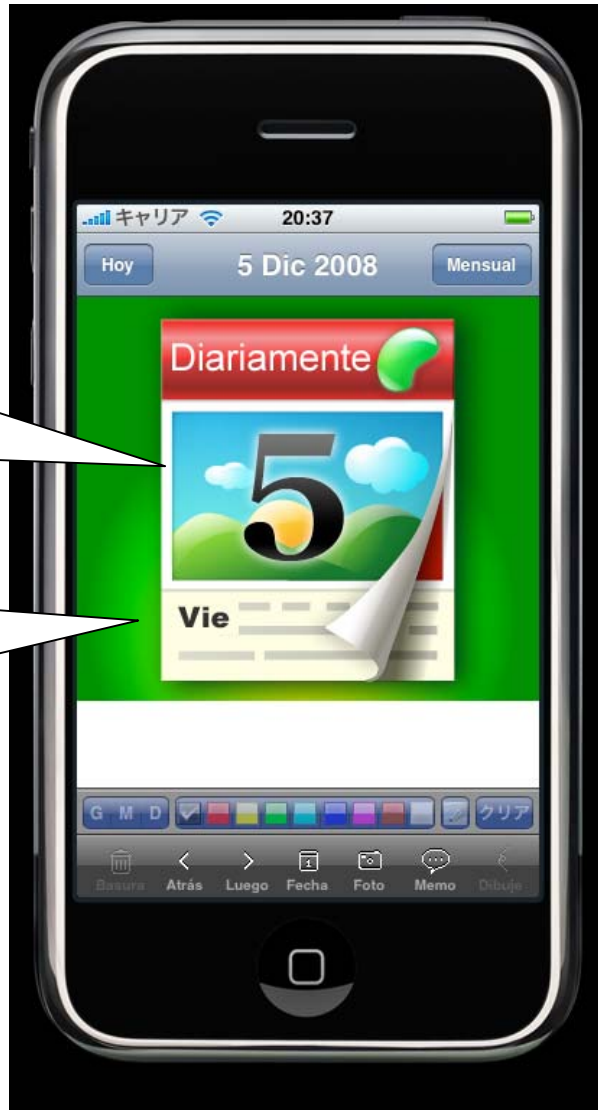 キャリア 20:37
Hoy 5 Dic 2008 Mensual
Diariamente
5
Vie
G M D クリア
1
Basura Atrás Luego Fecha Foto Memo Dibuje